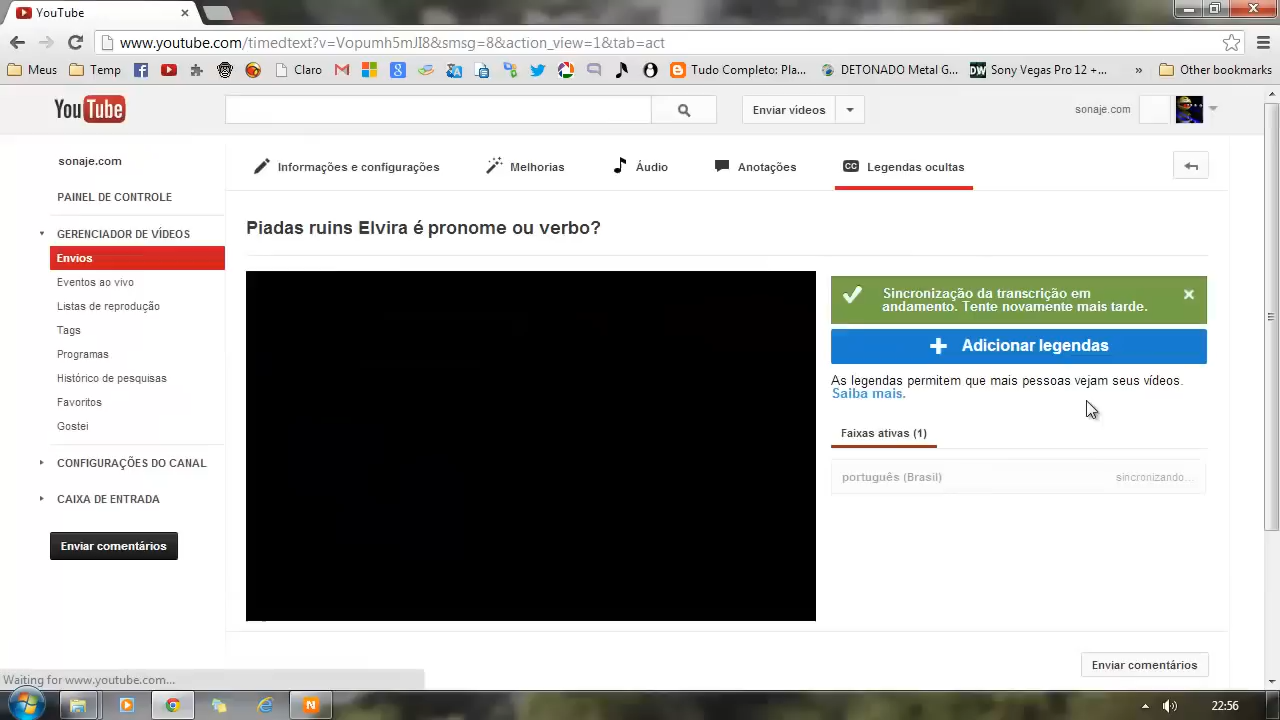 YouTube
www.youtube.com/timedtext?v=Vopumh5mJI8&smsg=8&action_view=1&tab=act
Meus
Temp
Claro
Tudo Completo: Pla...
DETONADO Metal G...
DW
Sony Vegas Pro 12 +...
»
Other bookmarks
YouTube
Enviar vídeos
sonaje.com
sonaje.com
Informações e configurações
Melhorias
Áudio
Anotações
CC
Legendas ocultas
PAINEL DE CONTROLE
GERENCIADOR DE VÍDEOS
Envios
Eventos ao vivo
Listas de reprodução
Tags
Programas
Histórico de pesquisas
Favoritos
Gostei
CONFIGURAÇÕES DO CANAL
CAIXA DE ENTRADA
Enviar comentários
Piadas ruins Elvira é pronome ou verbo?
Sincronização da transcrição em
andamento. Tente novamente mais tarde.
Adicionar legendas
As legendas permitem que mais pessoas vejam seus vídeos.
Saiba mais.
Faixas ativas (1)
português (Brasil)
sincronizando...
Enviar comentários
Waiting for www.youtube.com...
N
22:56